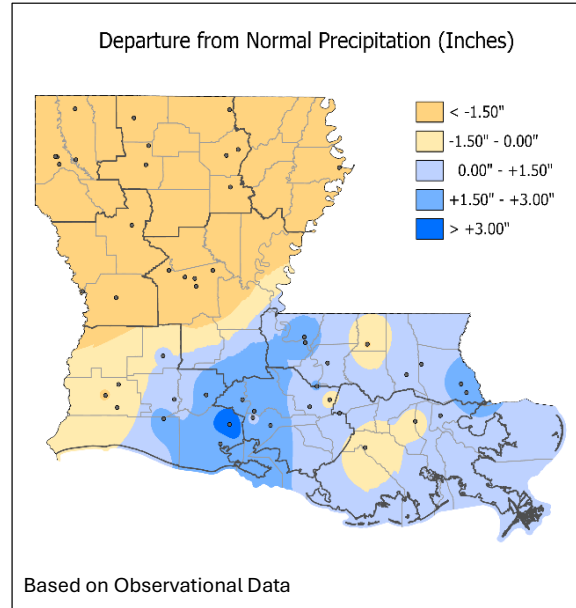 Departure from Normal Precipitation (Inches)
< -1.50"
-1.50" - 0.00"
0.00" - +1.50"
+1.50" - +3.00"
> +3.00"
Based on Observational Data